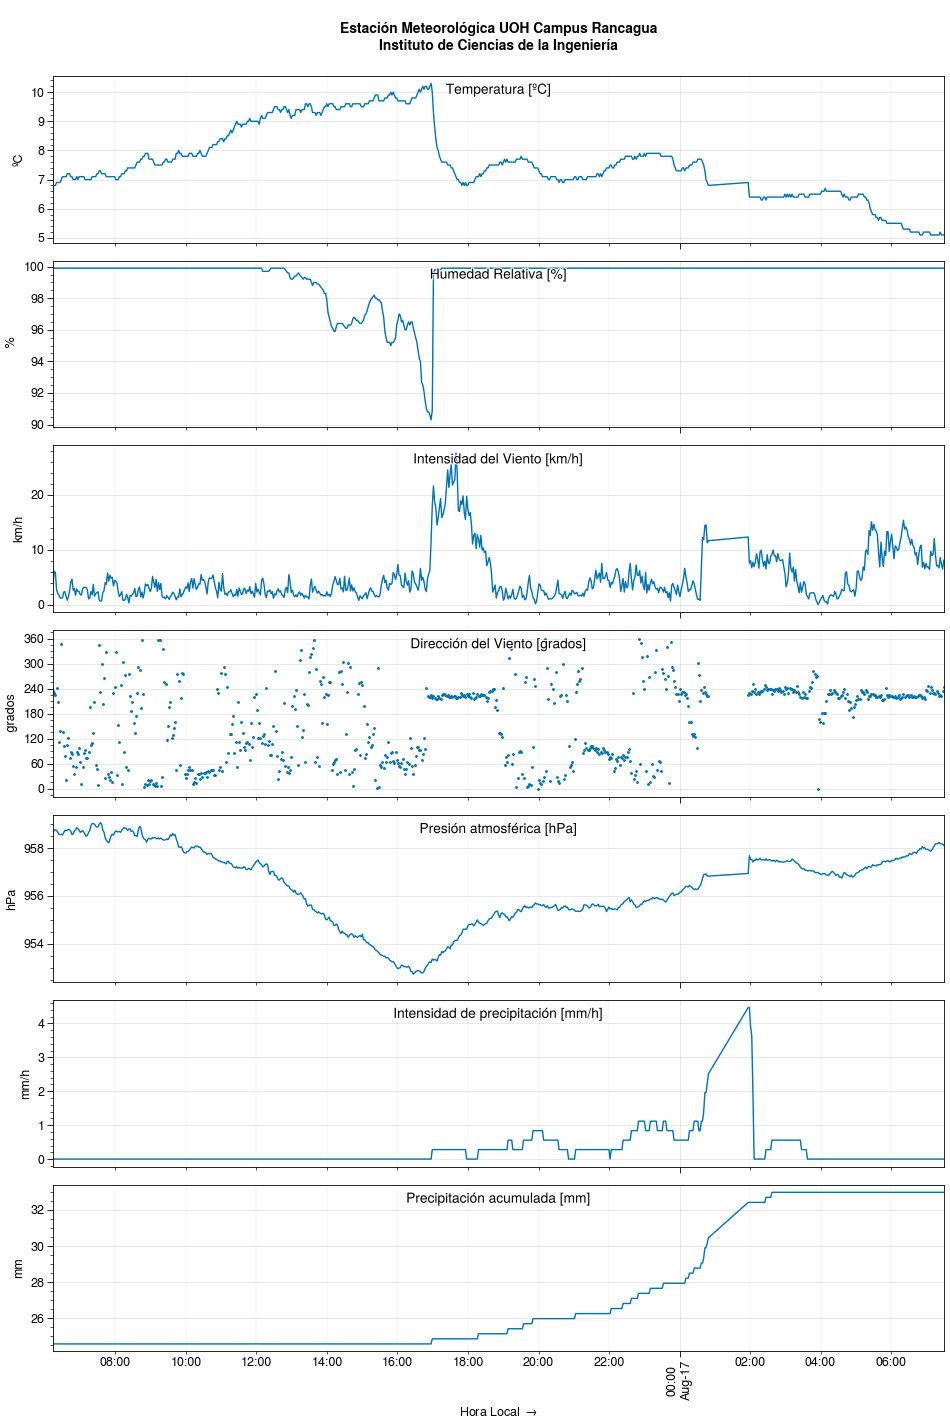 Estación Meteorológica UOH Campus Rancagua
Instituto de Ciencias de la Ingeniería
Temperatura [ºC]
ºC
10
9
8
7
6
5
Humedad Relativa [%]
%
100
98
96
94
92
90
Intensidad del Viento [km/h]
km/h
20
10
0
Dirección del Viento [grados]
grados
360
300
240
180
120
60
0
Presión atmosférica [hPa]
hPa
958
956
954
Intensidad de precipitación [mm/h]
mm/h
4
3
2
1
0
Precipitación acumulada [mm]
mm
32
30
28
26
08:00 10:00 12:00 14:00 16:00 18:00 20:00 22:00 00:00 02:00 04:00 06:00
Aug-17
Hora Local →